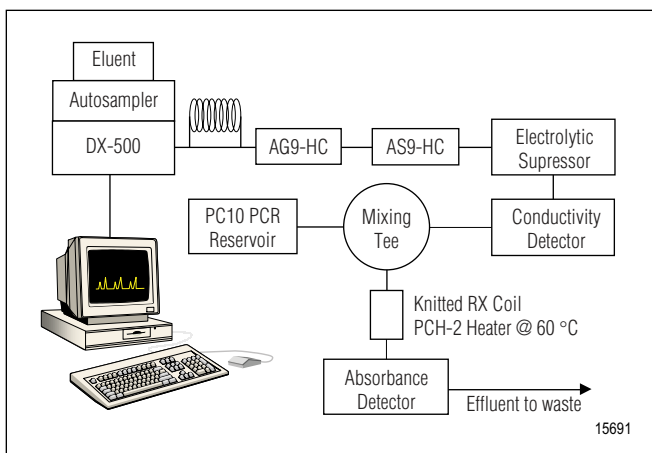 Eluent
Autosampler
DX-500
AG9-HC
AS9-HC
Electrolytic
Supressor
PC10 PCR
Reservoir
Mixing
Tee
Conductivity
Detector
Knitted RX Coil
PCH-2 Heater @ 60 °C
Absorbance
Detector
Effluent to waste
15691